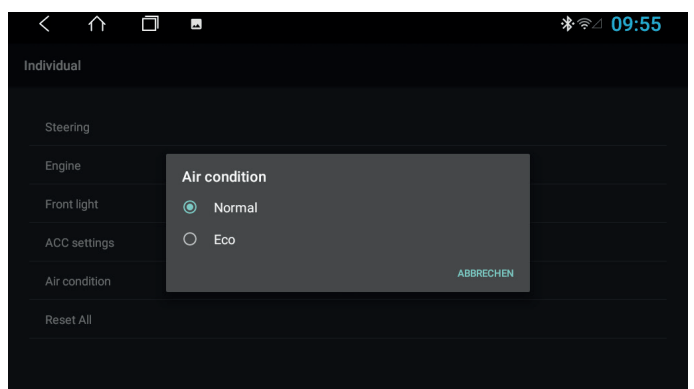 09:55
Individual
Steering
Engine
Front light
ACC settings
Air condition
Reset All
Air condition
Normal
Eco
ABBRECHEN